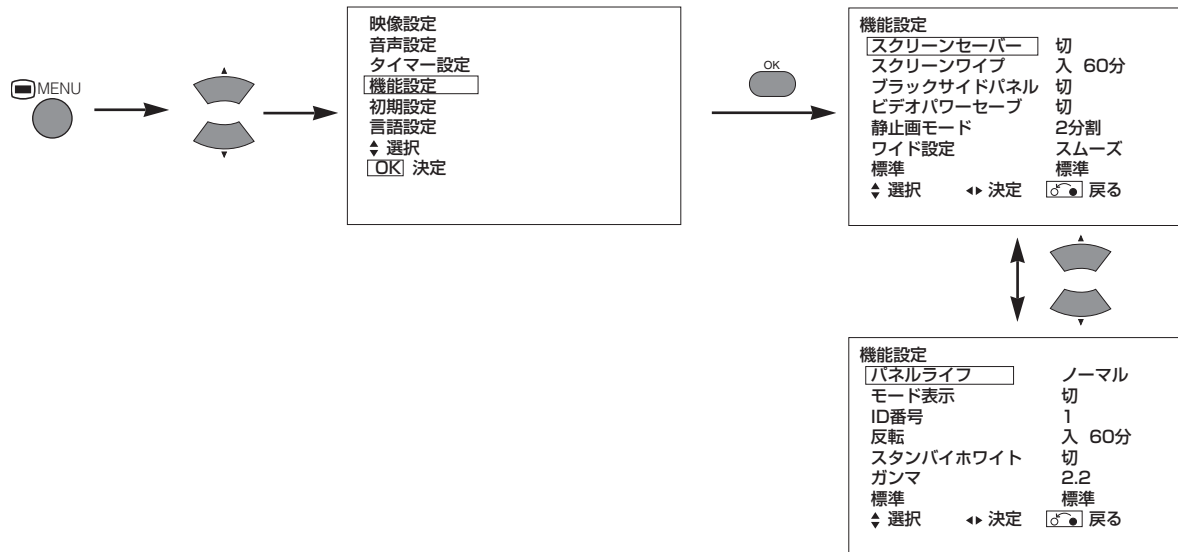 MENU
映像設定
音声設定
タイマー設定
機能設定
初期設定
言語設定
選択
OK 決定
OK
機能設定
スクリーンセーバー 切
スクリーンワイプ 入 60分
ブラックサイドパネル 切
ビデオパワーセーブ 切
静止画モード 2分割
ワイド設定 スムーズ
標準 標準
選択 決定 戻る
機能設定
パネルライフ ノーマル
モード表示 切
ID番号 1
反転 入 60分
スタンバイホワイト 切
ガンマ 2.2
標準 標準
選択 決定 戻る